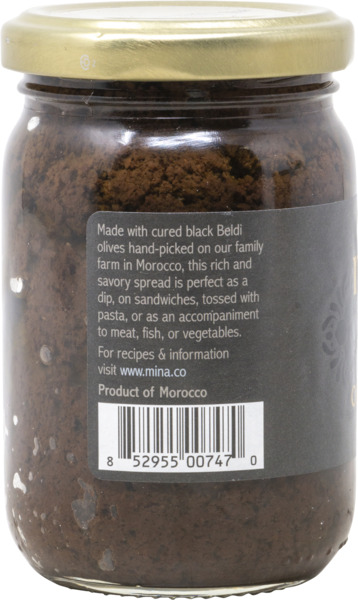 Made with cured black Beldi
olives hand-picked on our family
farm in Morocco, this rich and
savory spread is perfect as a
dip, on sandwiches, tossed with
pasta, or as an accompaniment
to meat, fish, or vegetables.
For recipes & information
visit www.mina.co
Product of Morocco
8 52955 00747 0